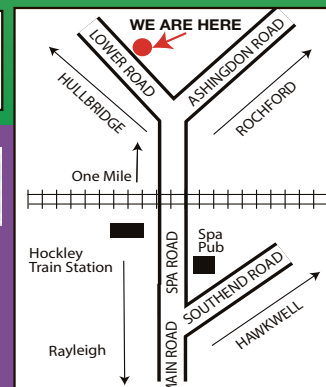 WE ARE HERE
LOWER ROAD
ASHINGDON ROAD
HULLBRIDGE
ROCHFORD
One Mile
Hockley
Train Station
SPA ROAD
Spa
Pub
SOUTHEND ROAD
HAWKWELL
Rayleigh
MAIN ROAD